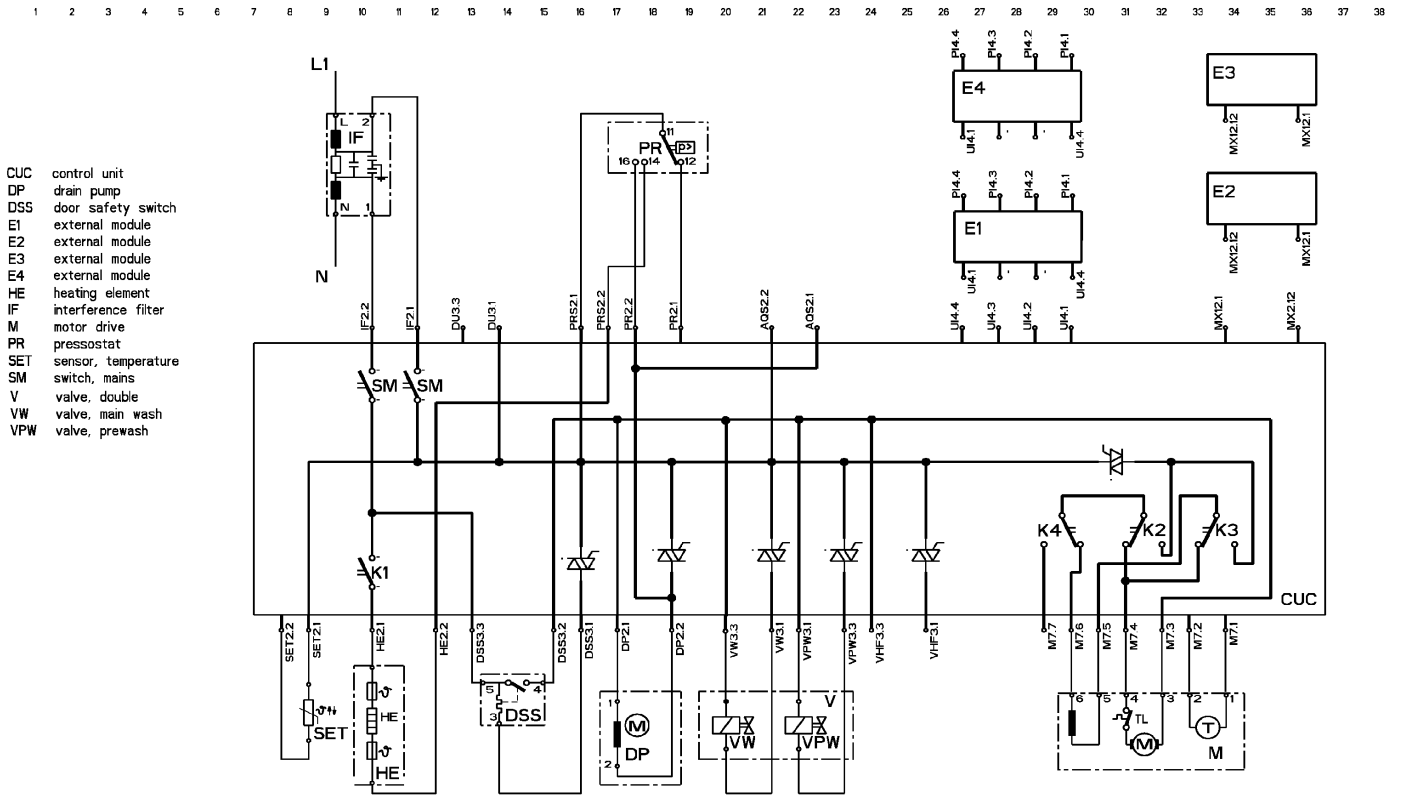 1 2 3 4 5 6 7 8 9 10 11 12 13 14 15 16 17 18 19 20 21 22 23 24 25 26 27 28 29 30 31 32 33 34 35 36 37 38
PI4.4 PI4.3 PI4.2 PI4.1
L1
E4
E3
L 2
IF
11
PR p>
16 14 12
UI4.1 UI4.4
MX12.12 MX12.1
CUC control unit
DP drain pump
DSS door safety switch
E1 external module
E2 external module
E3 external module
E4 external module
HE heating element
IF interference filter
M motor drive
PR pressostat
SET sensor, temperature
SM switch, mains
V valve, double
VW valve, main wash
VPW valve, prewash
PI4.4 PI4.3 PI4.2 PI4.1
E2
N 1
E1
N
MX12.12 MX12.1
UI4.1 UI4.4
IF2.2 IF2.1 DU3.3 DU3.1 PRS2.1 PRS2.2 PR2.2 PR2.1 AQS2.2 AQS2.1 UI4.4 UI4.3 UI4.2 UI4.1 MX12.1 MX2.12
SM SM
K4 K2 K3
K1
CUC
SET2.2 SET2.1 HE2.1 HE2.2 DSS3.3 DSS3.2 DSS3.1 DP2.1 DP2.2 VW3.3 VW3.1 VPW3.1 VPW3.3 VHF3.3 VHF3.1 M7.7 M7.6 M7.5 M7.4 M7.3 M7.2 M7.1
ϑ
5 4
1
V
6 5 4 3 2 1
ϑ
HE
3
DSS
M
TL
T
SET
VW
VPW
M
M
ϑ
DP
2
HE